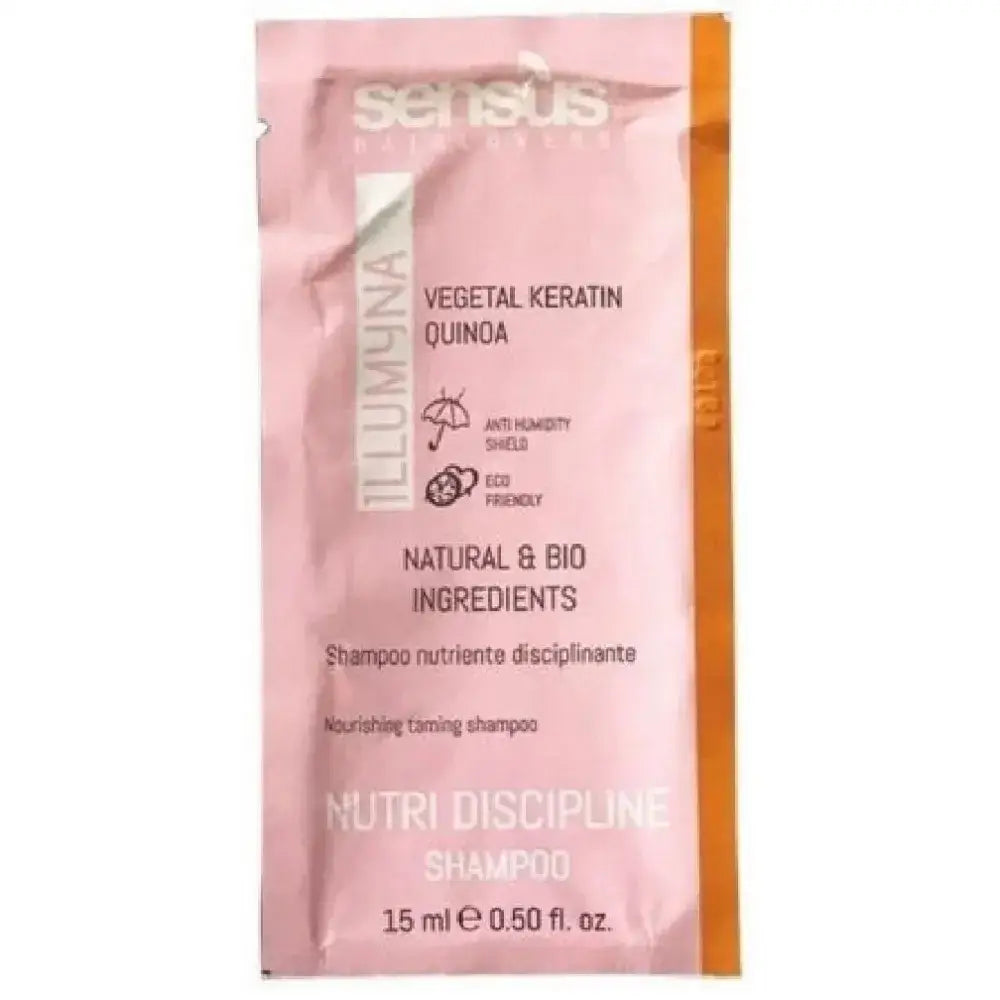 sensus
HAIRLOVERS
ILLUMYNA
VEGETAL KERATIN
QUINOA
ANTI HUMIDITY
SHIELD
ECO
FRIENDLY
NATURAL & BIO
INGREDIENTS
Shampoo nutriente disciplinante
Nourishing taming shampoo
NUTRI DISCIPLINE
SHAMPOO
15 ml ℮ 0.50 fl. oz.